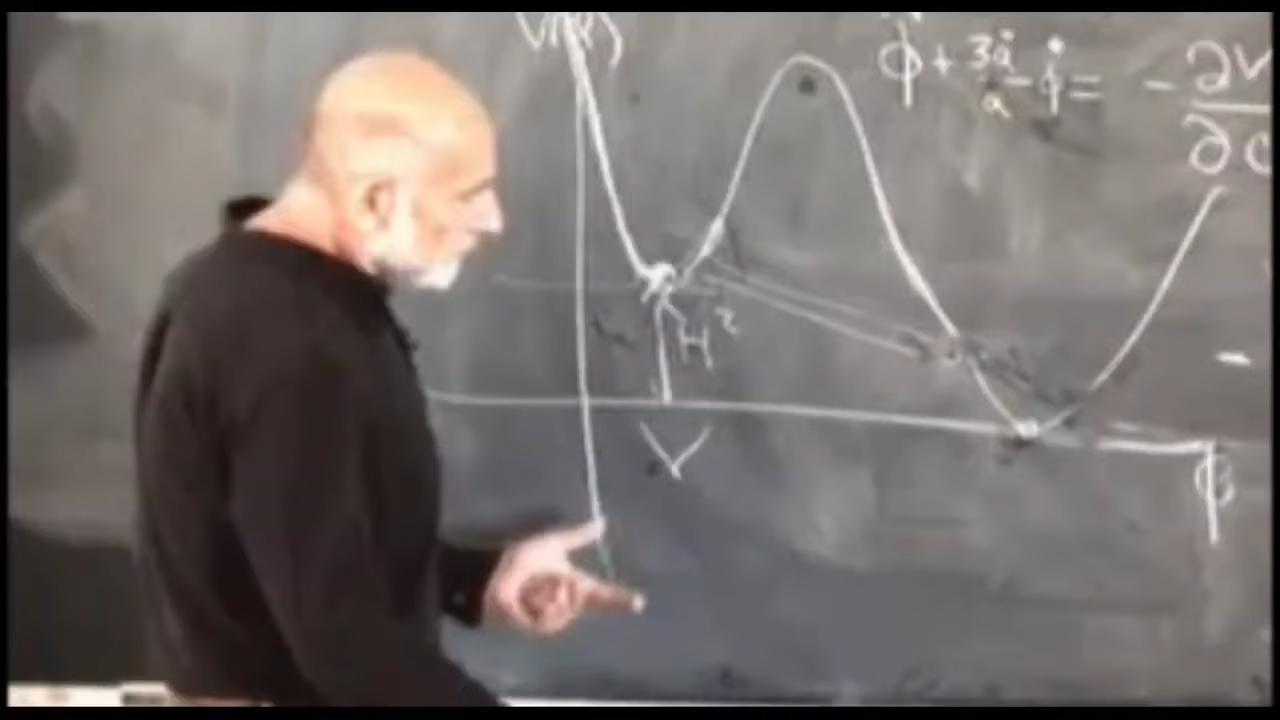 V(ϕ)
ϕ̈ + 3ȧ/a ϕ̇ = - ∂V/∂
H²
V
ϕ